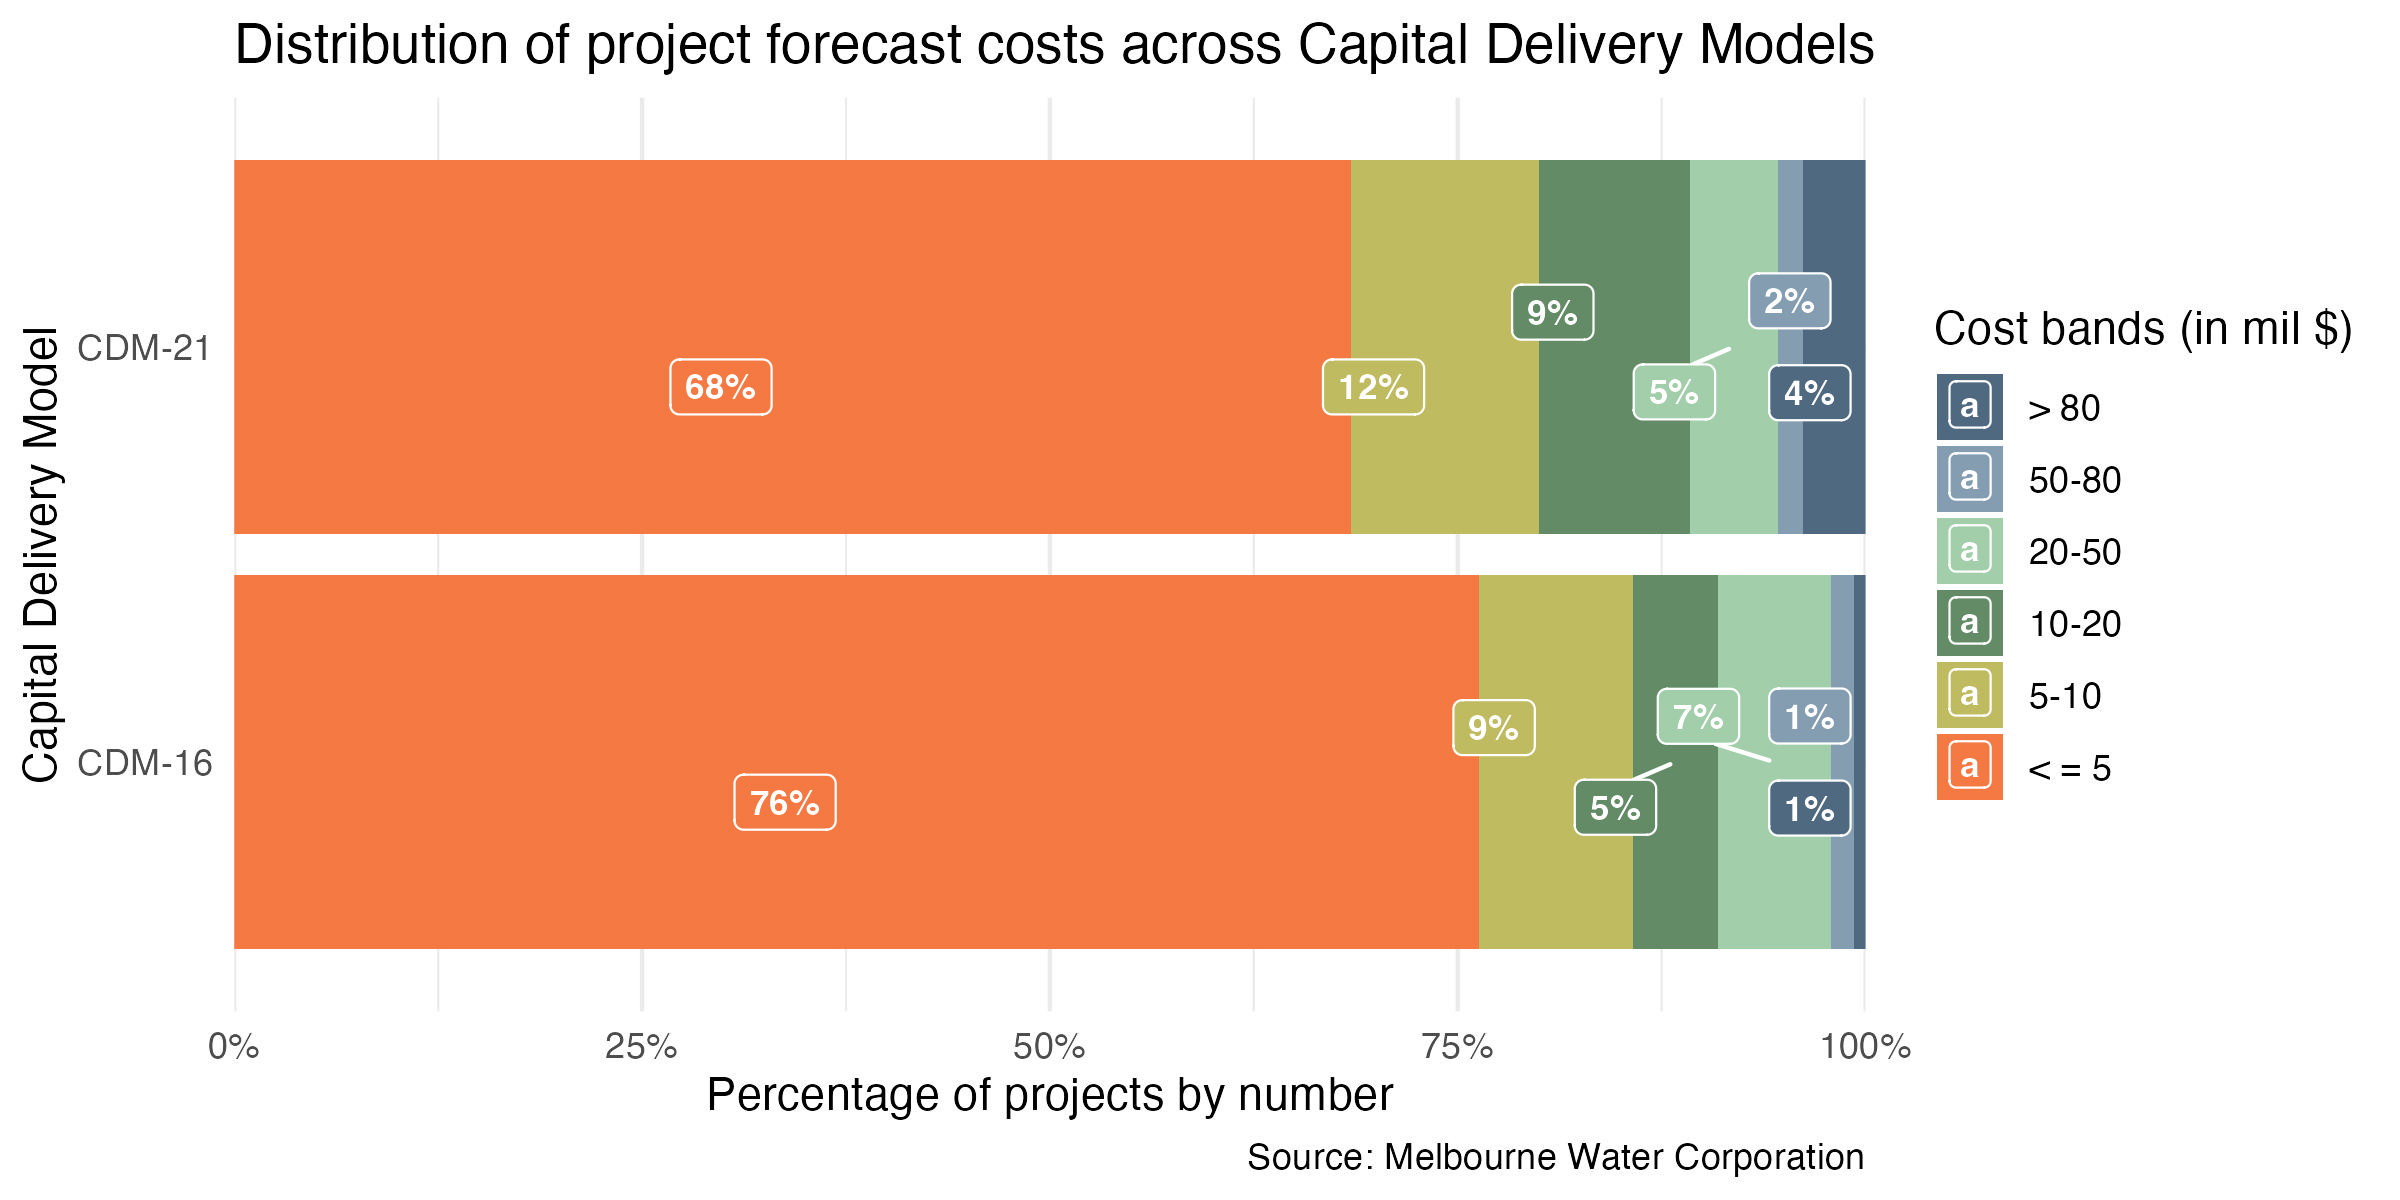 Distribution of project forecast costs across Capital Delivery Models
Capital Delivery Model
CDM-21
68%
12%
9%
5%
2%
4%
CDM-16
76%
9%
5%
7%
1%
1%
0%
25%
50%
75%
100%
Percentage of projects by number
Source: Melbourne Water Corporation
Cost bands (in mil $)
a > 80
a 50-80
a 20-50
a 10-20
a 5-10
a < = 5